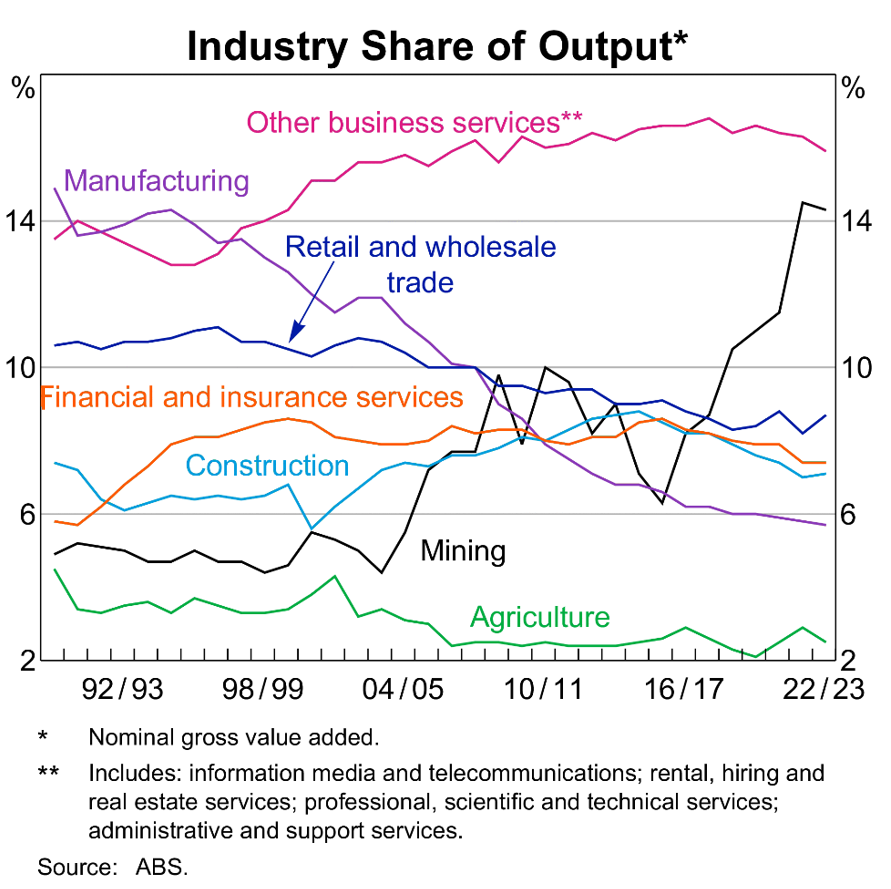 Industry Share of Output*
% %
Other business services**
Manufacturing
14 14
Retail and wholesale
trade
10 10
Financial and insurance services
Construction
6 6
Mining
Agriculture
2 2
92/93 98/99 04/05 10/11 16/17 22/23
* Nominal gross value added.
** Includes: information media and telecommunications; rental, hiring and
real estate services; professional, scientific and technical services;
administrative and support services.
Source: ABS.